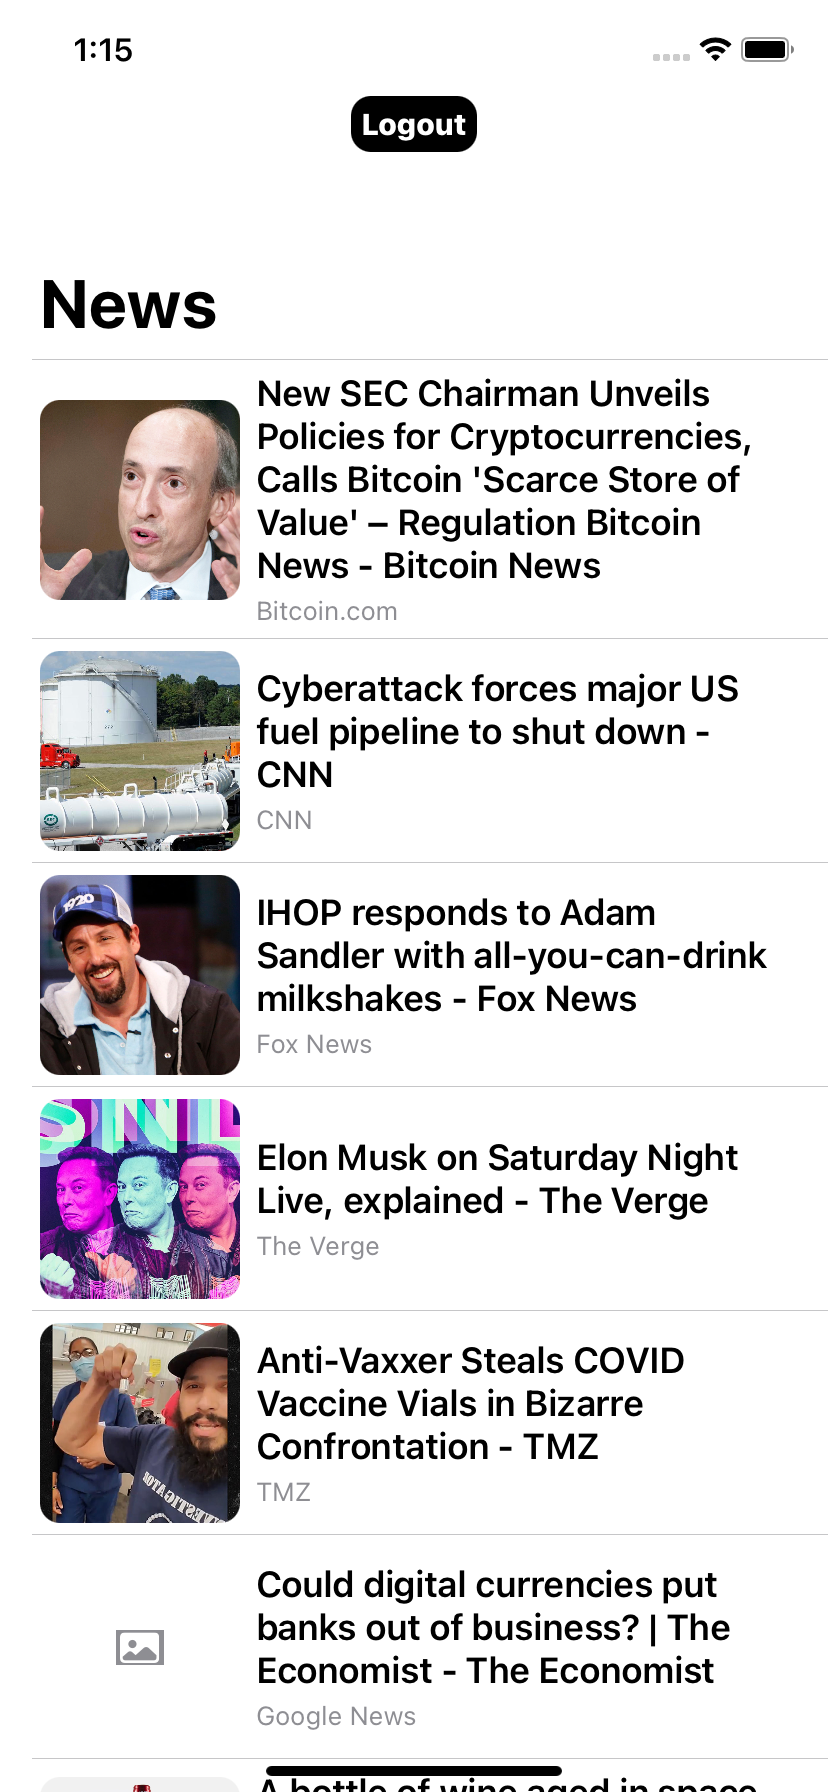 1:15
Logout
News
New SEC Chairman Unveils
Policies for Cryptocurrencies,
Calls Bitcoin 'Scarce Store of
Value' – Regulation Bitcoin
News - Bitcoin News
Bitcoin.com
Cyberattack forces major US
fuel pipeline to shut down -
CNN
CNN
1920
IHOP responds to Adam
Sandler with all-you-can-drink
milkshakes - Fox News
Fox News
SNL
Elon Musk on Saturday Night
Live, explained - The Verge
The Verge
Anti-Vaxxer Steals COVID
Vaccine Vials in Bizarre
Confrontation - TMZ
TMZ
Could digital currencies put
banks out of business? | The
Economist - The Economist
Google News
A bottle of wine aged in space